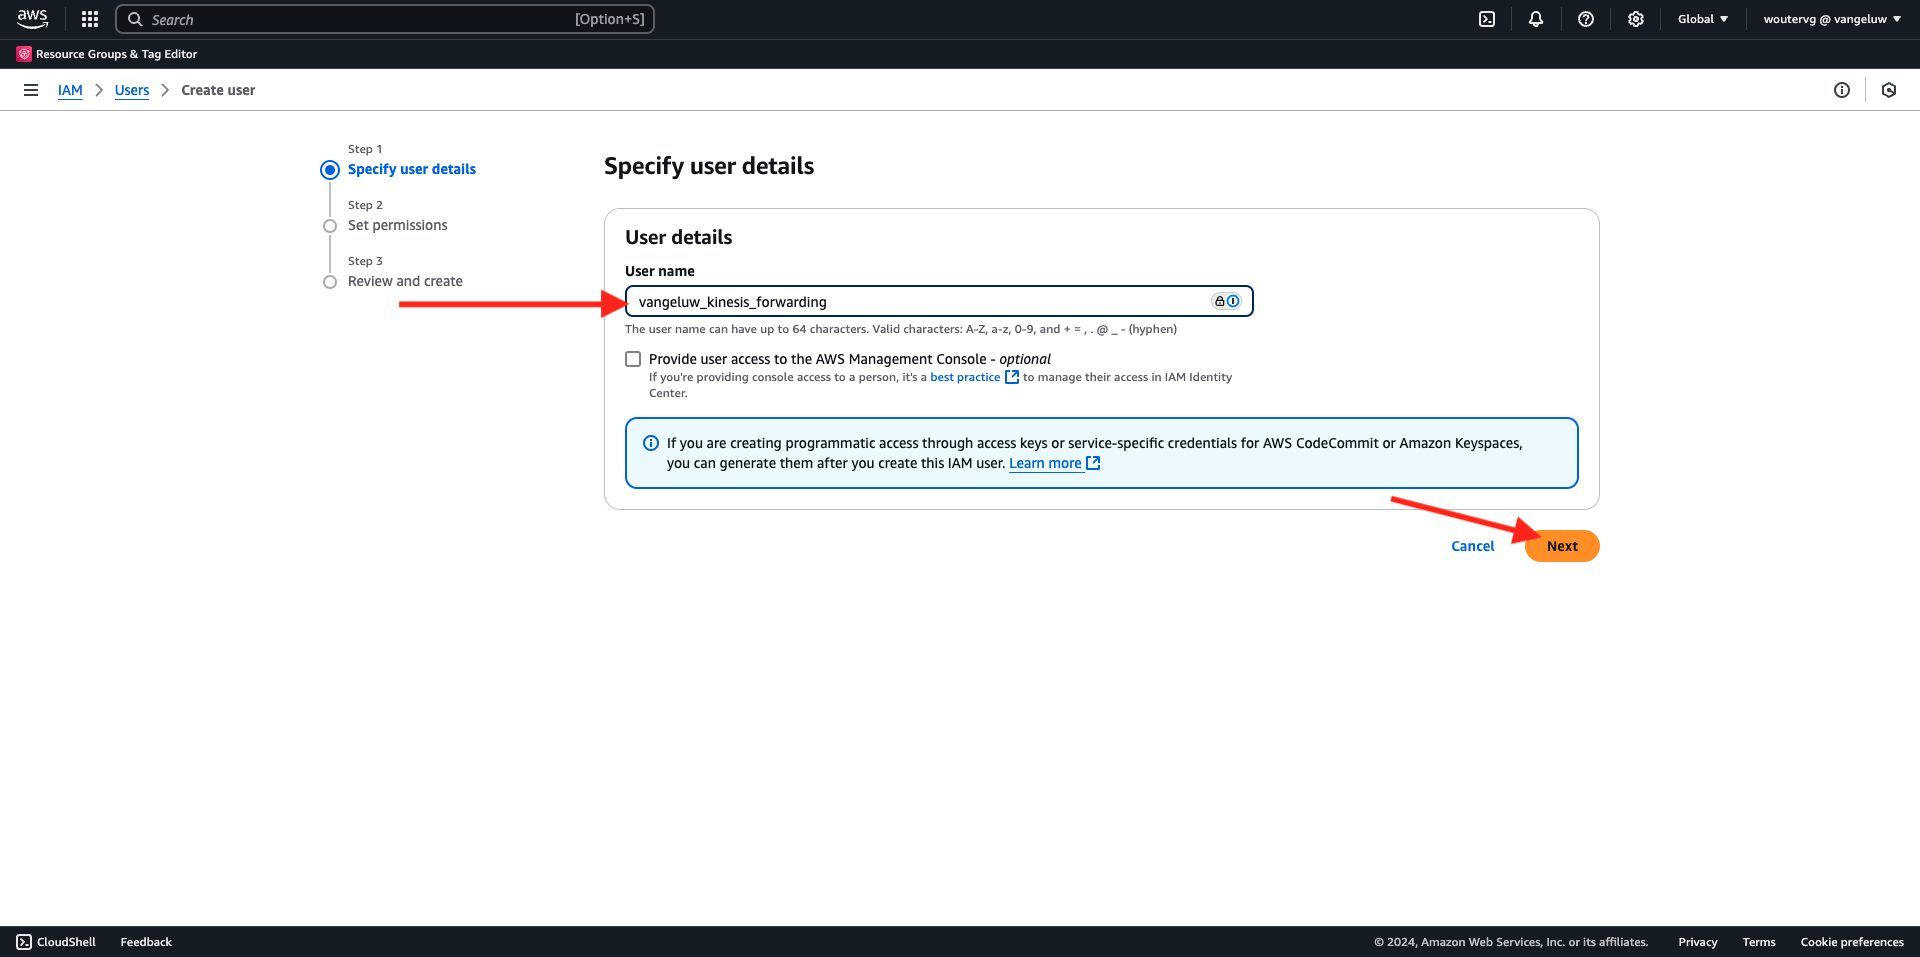 aws
Search
[Option+S]
Global
woutervg @ vangeluw
Resource Groups & Tag Editor
IAM
Users
Create user
Step 1
Specify user details
Step 2
Set permissions
Step 3
Review and create
Specify user details
User details
User name
vangeluw_kinesis_forwarding
The user name can have up to 64 characters. Valid characters: A-Z, a-z, 0-9, and + = , . @ _ - (hyphen)
Provide user access to the AWS Management Console - optional
If you're providing console access to a person, it's a best practice to manage their access in IAM Identity
Center.
If you are creating programmatic access through access keys or service-specific credentials for AWS CodeCommit or Amazon Keyspaces,
you can generate them after you create this IAM user. Learn more
Cancel
Next
CloudShell
Feedback
© 2024, Amazon Web Services, Inc. or its affiliates.
Privacy
Terms
Cookie preferences